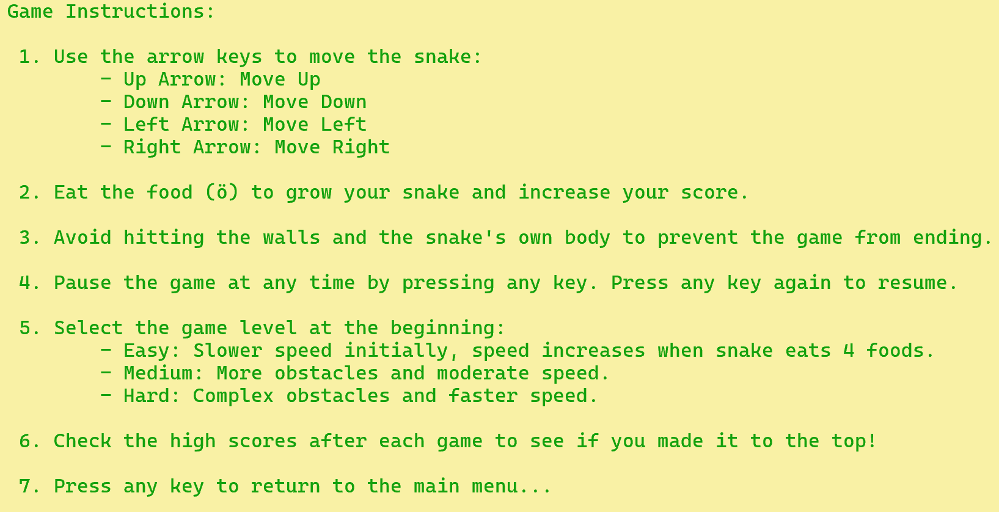 Game Instructions:
1. Use the arrow keys to move the snake:
- Up Arrow: Move Up
- Down Arrow: Move Down
- Left Arrow: Move Left
- Right Arrow: Move Right
2. Eat the food (ö) to grow your snake and increase your score.
3. Avoid hitting the walls and the snake's own body to prevent the game from ending.
4. Pause the game at any time by pressing any key. Press any key again to resume.
5. Select the game level at the beginning:
- Easy: Slower speed initially, speed increases when snake eats 4 foods.
- Medium: More obstacles and moderate speed.
- Hard: Complex obstacles and faster speed.
6. Check the high scores after each game to see if you made it to the top!
7. Press any key to return to the main menu...